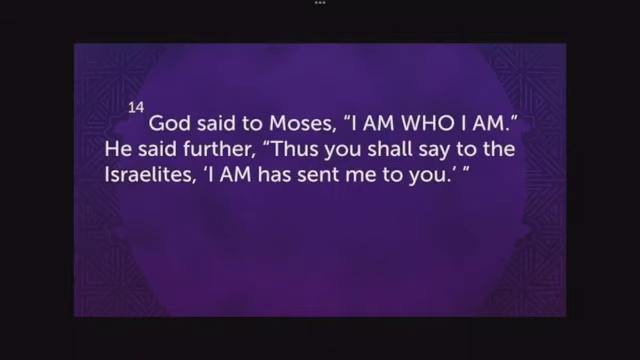 14 God said to Moses, “I AM WHO I AM.”
He said further, “Thus you shall say to the
Israelites, ‘I AM has sent me to you.’ ”